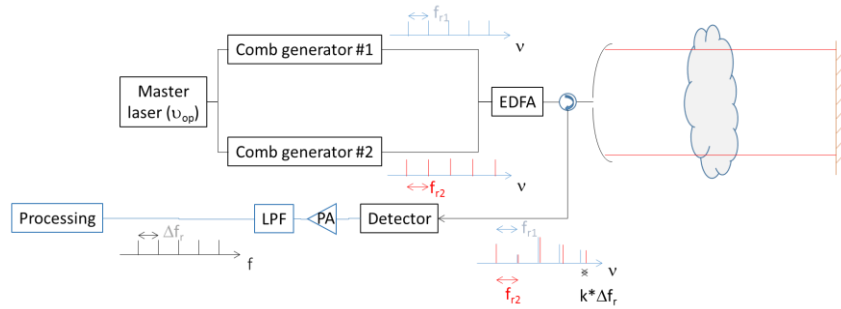 f_r1
ν
Comb generator #1
Master
laser (υ_op)
EDFA
Comb generator #2
f_r2
ν
Processing
LPF
PA
Detector
Δf_r
f
f_r1
ν
※
f_r2
k*Δf_r